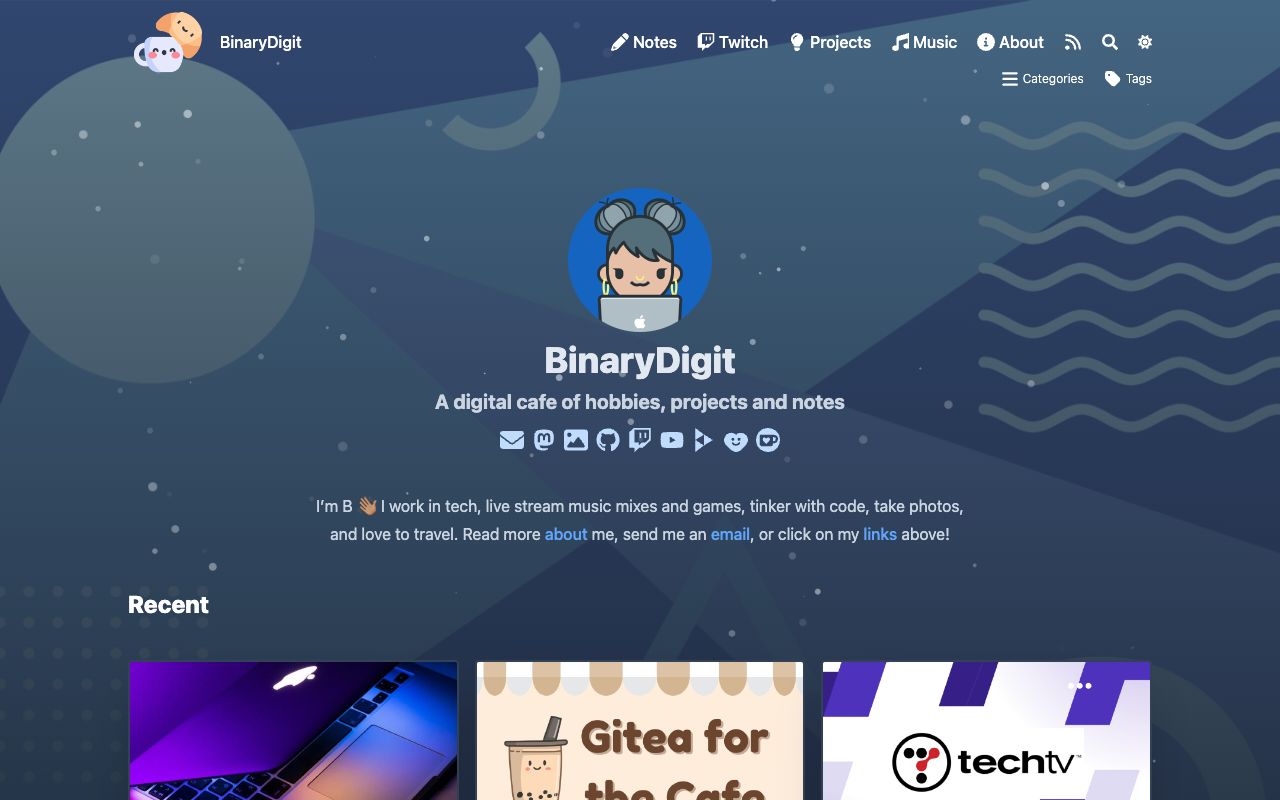 BinaryDigit
Notes Twitch Projects Music About
Categories Tags
BinaryDigit
A digital cafe of hobbies, projects and notes
I’m B 👋🏽 I work in tech, live stream music mixes and games, tinker with code, take photos,
and love to travel. Read more about me, send me an email, or click on my links above!
Recent
Gitea for
the Cafe
techtv™